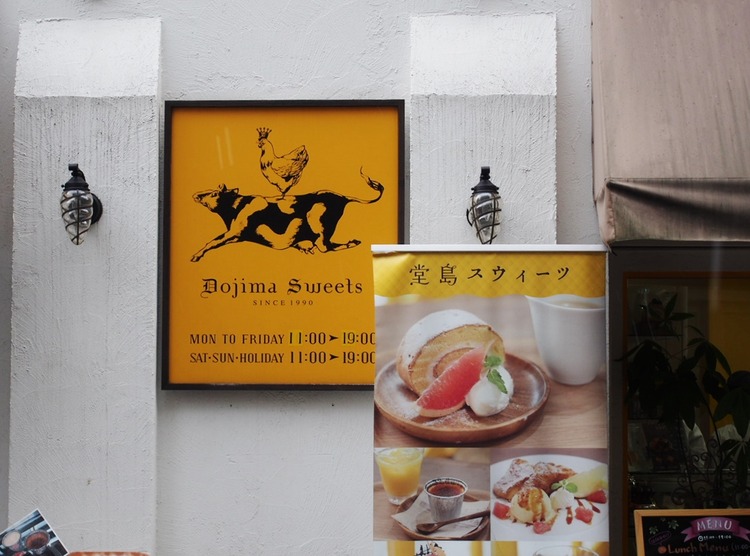 Dojima Sweets
SINCE 1990
MON TO FRIDAY 11:00➤19:00
SAT·SUN·HOLIDAY 11:00➤19:00
堂島スウィーツ
MENU
Lunch Menu